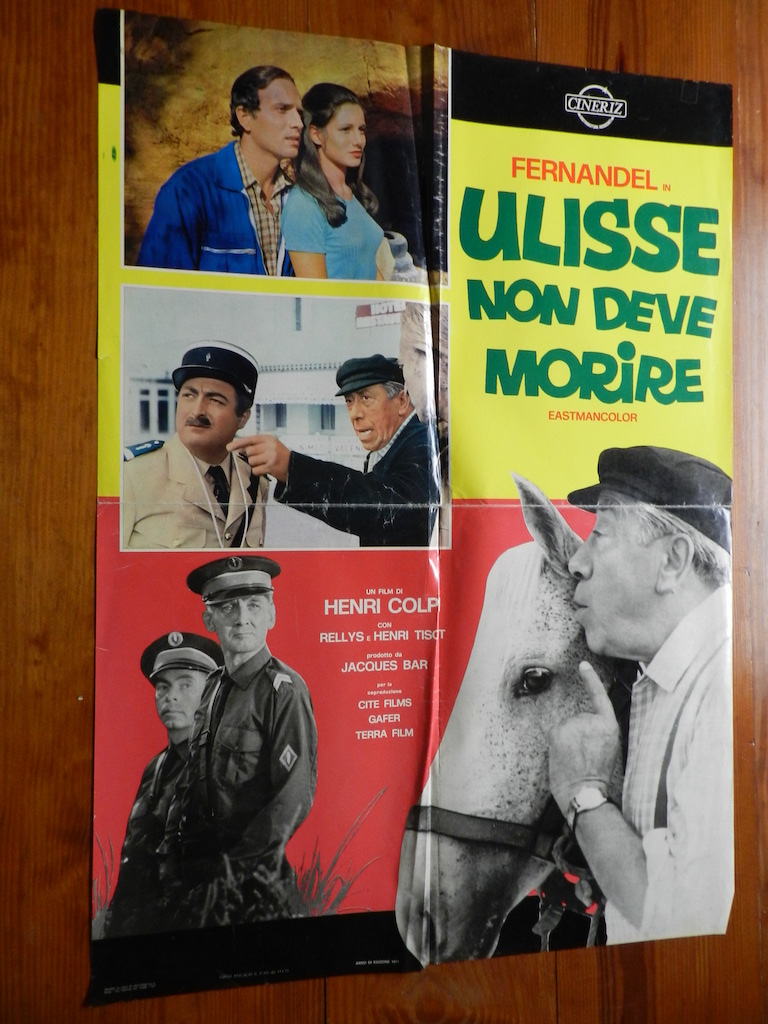 CINERIZ
FERNANDEL IN
ULISSE
NON DEVE
MORIRE
EASTMANCOLOR
UN FILM DI
HENRI COLPI
CON
RELLYS e HENRI TISOT
prodotto da
JACQUES BAR
per la
coproduzione
CITE FILMS
GAFER
TERRA FILM